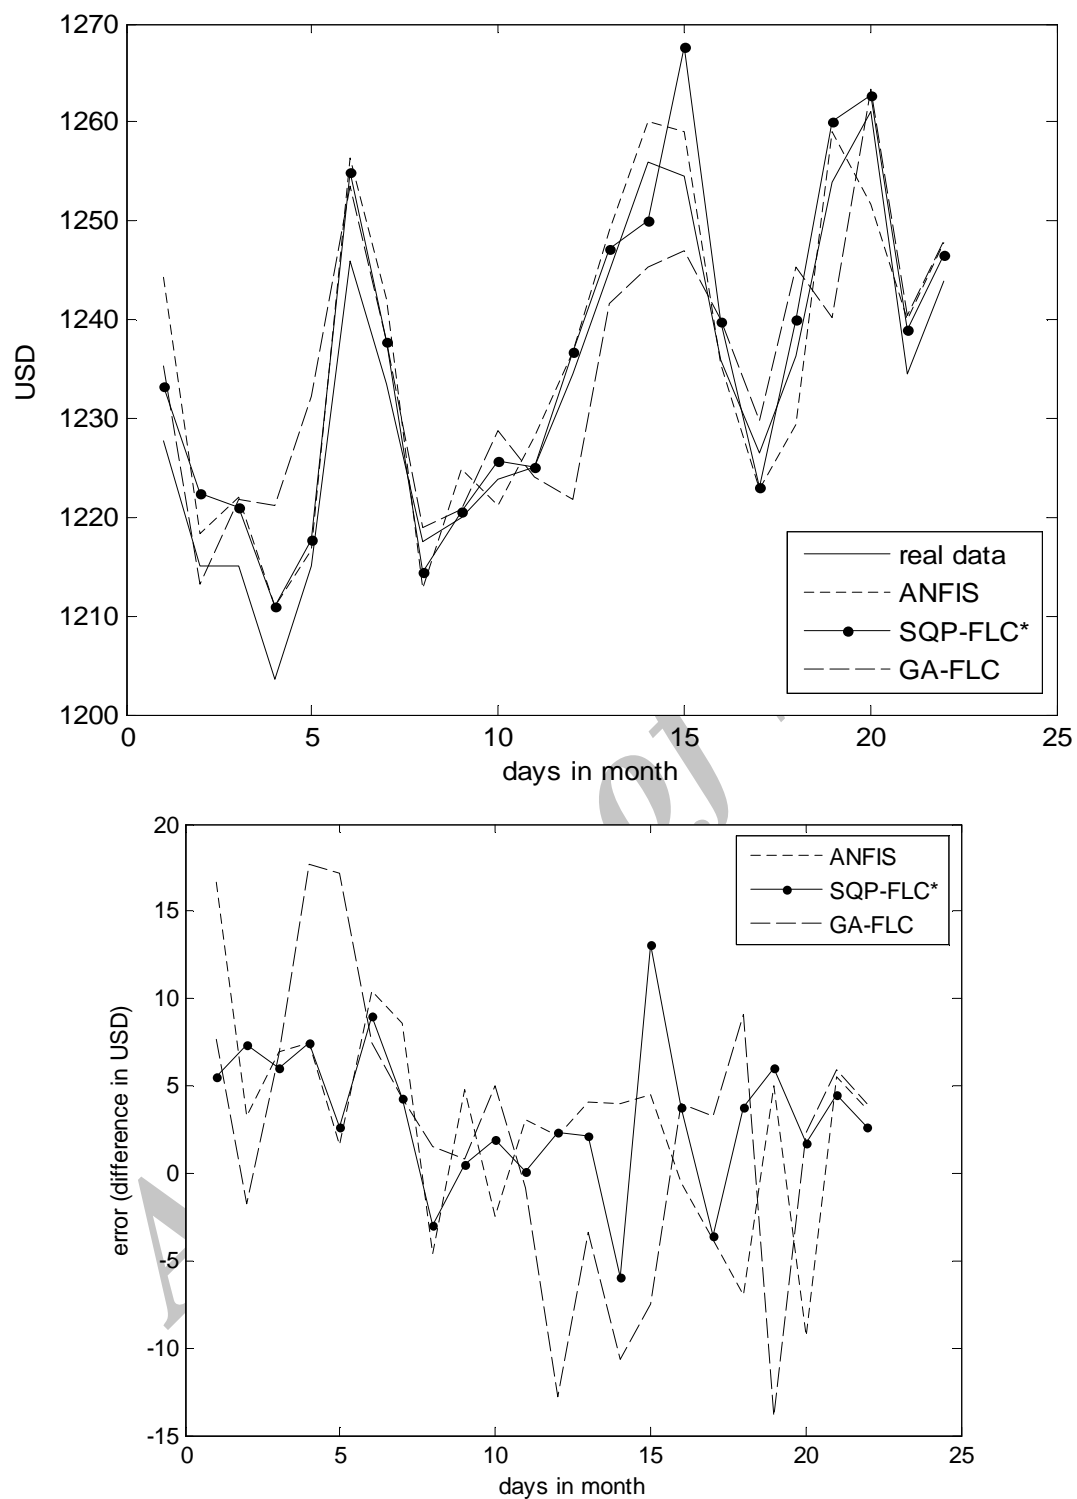 1270
1260
1250
1240
1230
1220
1210
1200
USD
real data
ANFIS
SQP-FLC*
GA-FLC
0 5 10 15 20 25
days in month
of
20
15
10
5
0
-5
-10
-15
error (difference in USD)
ANFIS
SQP-FLC*
GA-FLC
0 5 10 15 20 25
days in month
A